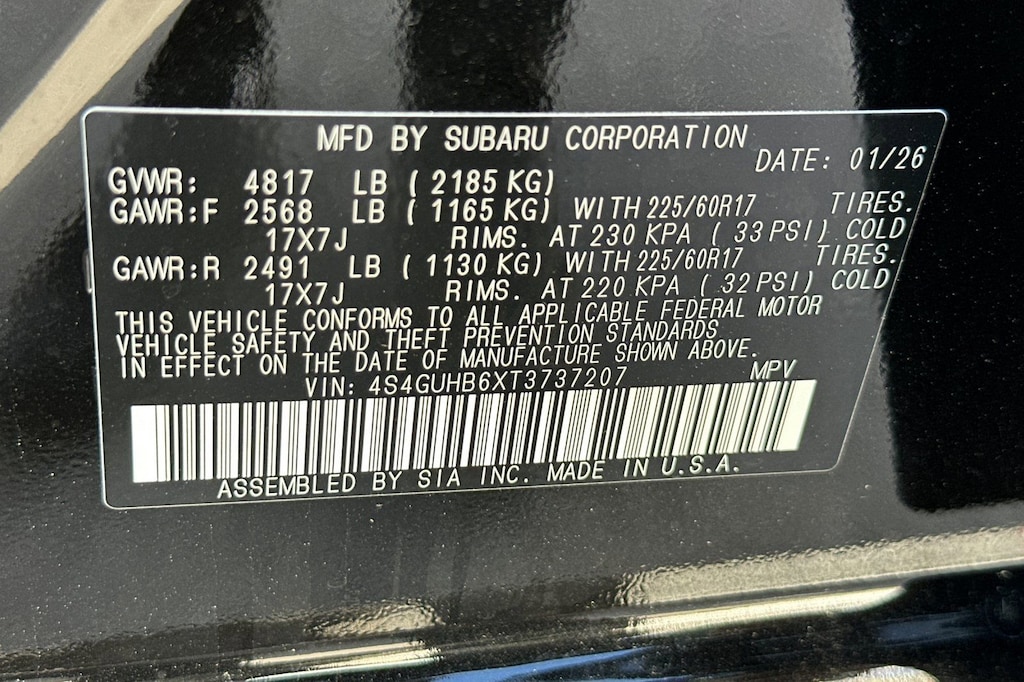 MFD BY SUBARU CORPORATION
DATE: 01/26
GVWR: 4817 LB ( 2185 KG)
GAWR:F 2568 LB ( 1165 KG) WITH 225/60R17 TIRES.
17X7J RIMS. AT 230 KPA ( 33 PSI) COLD
GAWR:R 2491 LB ( 1130 KG) WITH 225/60R17 TIRES.
17X7J RIMS. AT 220 KPA ( 32 PSI) COLD
THIS VEHICLE CONFORMS TO ALL APPLICABLE FEDERAL MOTOR
VEHICLE SAFETY AND THEFT PREVENTION STANDARDS
IN EFFECT ON THE DATE OF MANUFACTURE SHOWN ABOVE.
VIN: 4S4GUHB6XT3737207 MPV
ASSEMBLED BY SIA INC. MADE IN U.S.A.